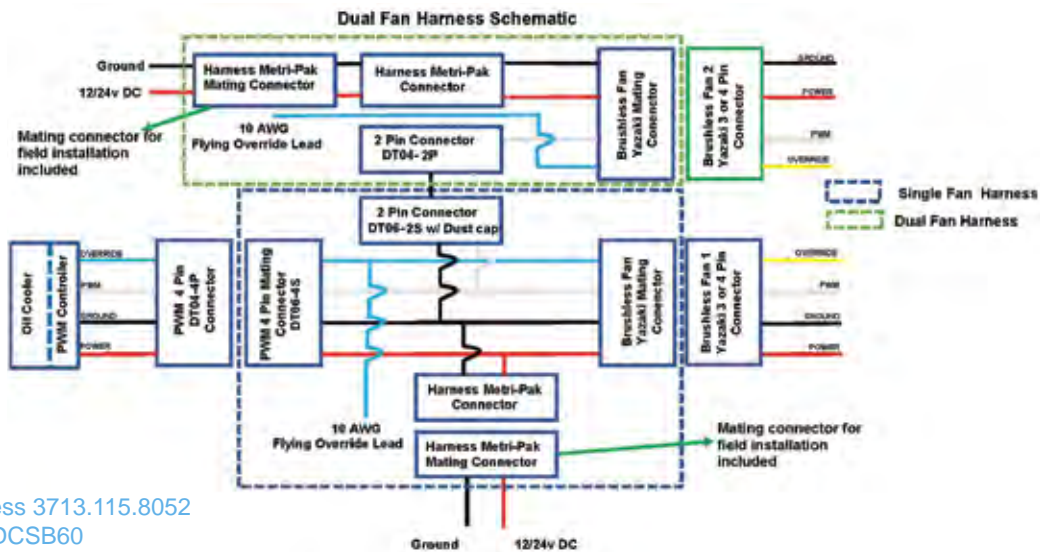 Dual Fan Harness Schematic
Ground
12/24v DC
Harness Metri-Pak
Mating Connector
Harness Metri-Pak
Connector
Brushless Fan
Yazaki Mating
Conenctor
Brushless Fan 2
Yazaki 3 or 4 Pin
Connector
GROUND
POWER
PWM
OVERRIDE
Mating connector for
field installation
included
10 AWG
Flying Override Lead
2 Pin Connector
DT04-2P
Single Fan Harness
Dual Fan Harness
2 Pin Connector
DT06-2S w/ Dust cap
Oil Cooler
PWM Controller
OVERRIDE
PWM
GROUND
POWER
PWM 4 Pin
DT04-4P
Connector
PWM 4 Pin Mating
Connector
DT06-4S
Brushless Fan
Yazaki Mating
Conenctor
Brushless Fan 1
Yazaki 3 or 4 Pin
Connector
OVERRIDE
PWM
GROUND
POWER
Harness Metri-Pak
Connector
10 AWG
Flying Override Lead
Harness Metri-Pak
Mating Connector
Mating connector for
field installation
included
ess 3713.115.8052
DCSB60
Ground
12/24v DC